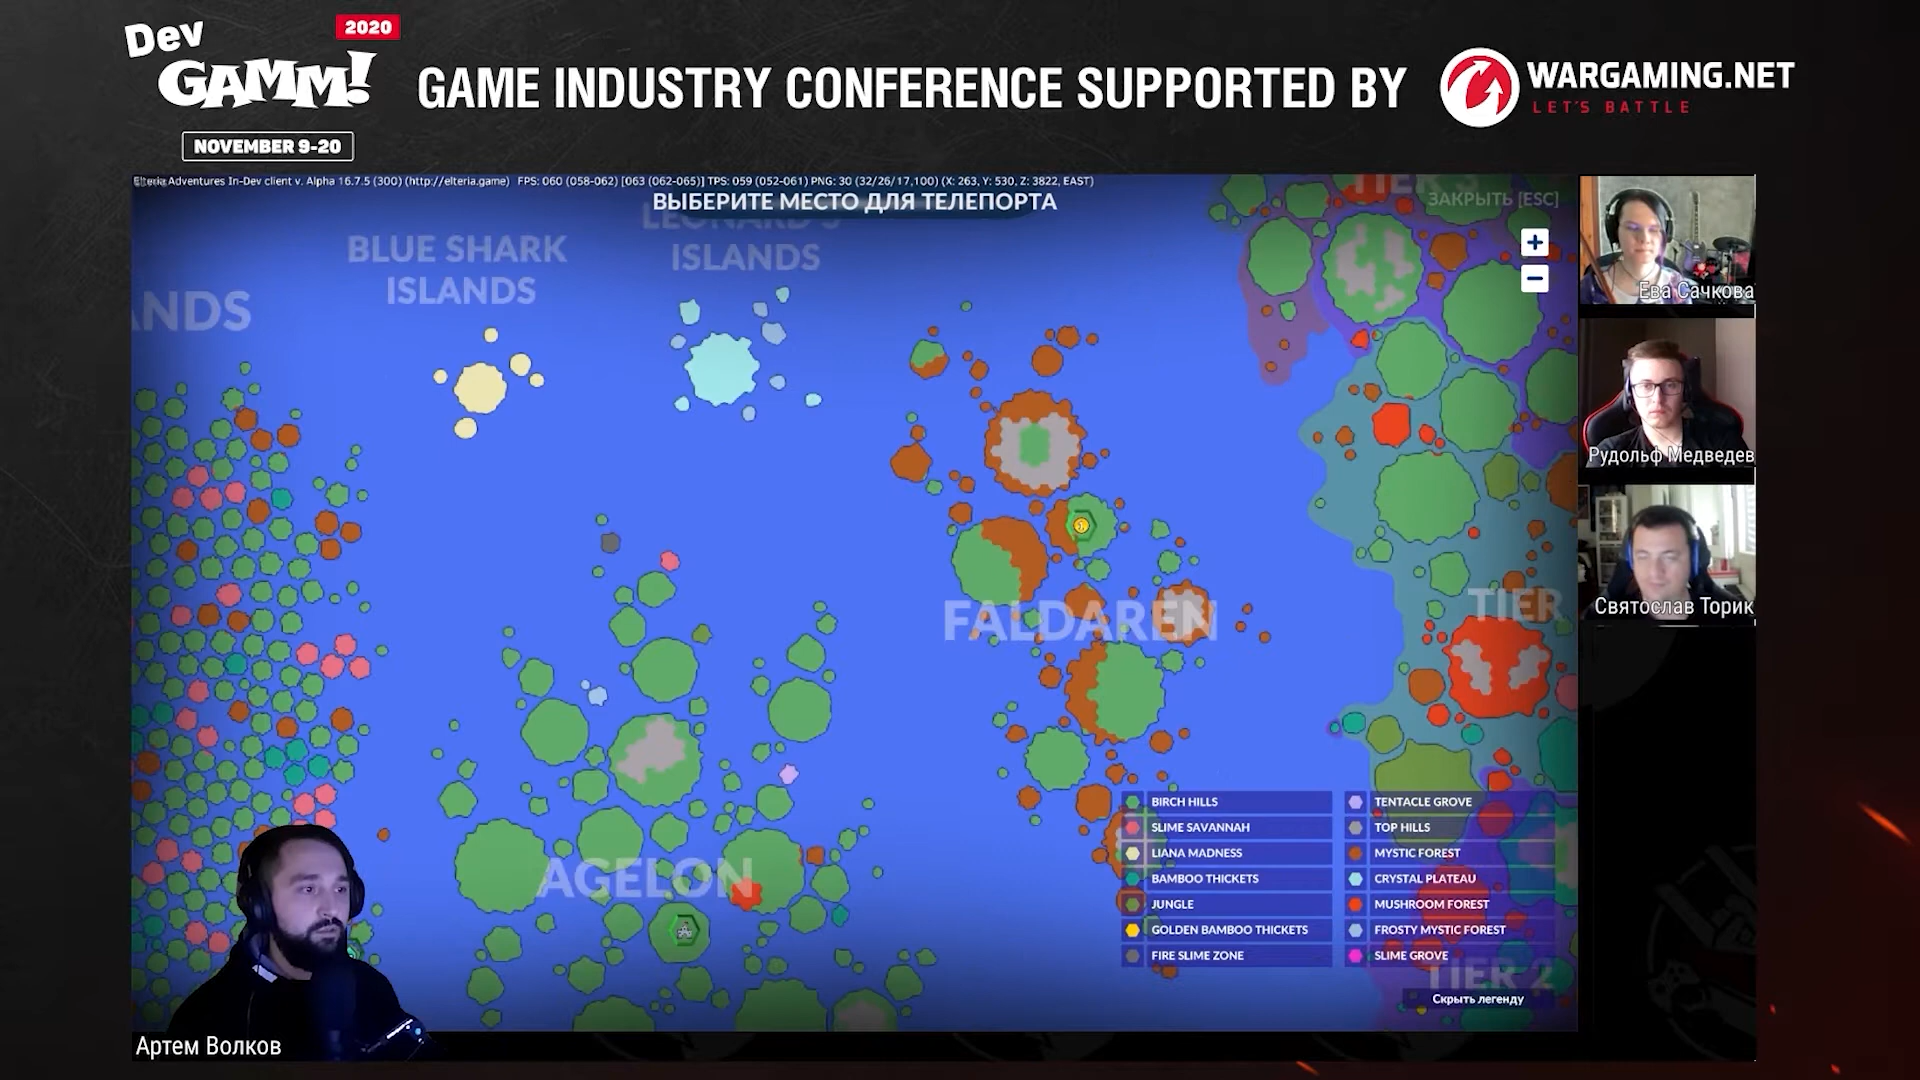 Dev
GAMM!
2020
NOVEMBER 9-20
GAME INDUSTRY CONFERENCE SUPPORTED BY
WARGAMING.NET
LET'S BATTLE
Elteria Adventures In-Dev client v. Alpha 16.7.5 (300) (http://elteria.game) FPS: 060 (058-062) [063 (062-065)] TPS: 059 (052-061) PNG: 30 (32/26/17,100) (X: 263, Y: 530, Z: 3822, EAST)
ВЫБЕРИТЕ МЕСТО ДЛЯ ТЕЛЕПОРТА
ЗАКРЫТЬ [ESC]
TIER
LEONARD'S
ISLANDS
BLUE SHARK
ISLANDS
NDS
+
−
Ева Сачкова
Рудольф Медведев
Святослав Торик
FALDAREN
TIER
AGELON
BIRCH HILLS
SLIME SAVANNAH
LIANA MADNESS
BAMBOO THICKETS
JUNGLE
GOLDEN BAMBOO THICKETS
FIRE SLIME ZONE
TENTACLE GROVE
TOP HILLS
MYSTIC FOREST
CRYSTAL PLATEAU
MUSHROOM FOREST
FROSTY MYSTIC FOREST
SLIME GROVE
TIER 2
Скрыть легенду
Артем Волков